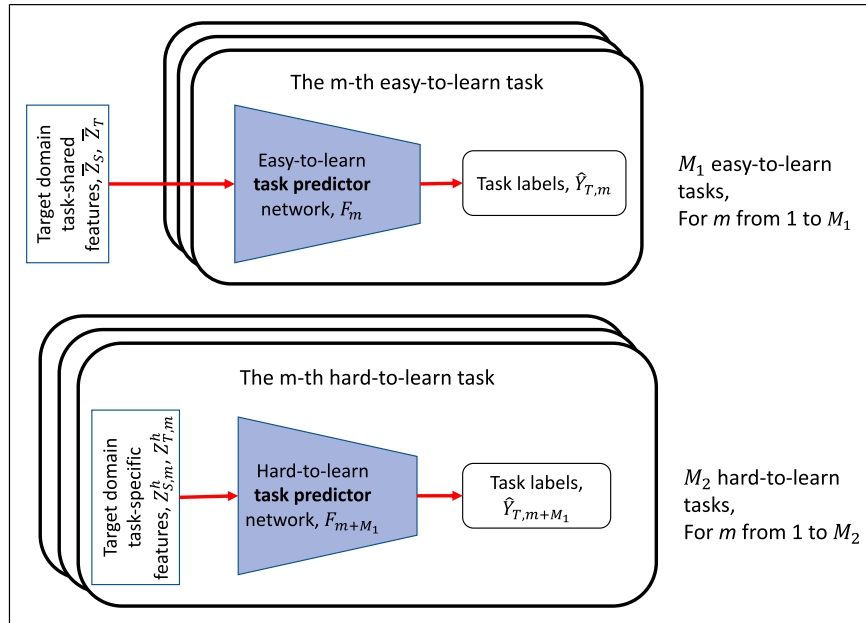 The m-th easy-to-learn task
Target domain
task-shared
features, Z̅_S, Z̅_T
Easy-to-learn
task predictor
network, F_m
Task labels, Ŷ_{T,m}
M_1 easy-to-learn
tasks,
For m from 1 to M_1
The m-th hard-to-learn task
Target domain
task-specific
features, Z^h_{S,m}, Z^h_{T,m}
Hard-to-learn
task predictor
network, F_{m+M_1}
Task labels,
Ŷ_{T,m+M_1}
M_2 hard-to-learn
tasks,
For m from 1 to M_2